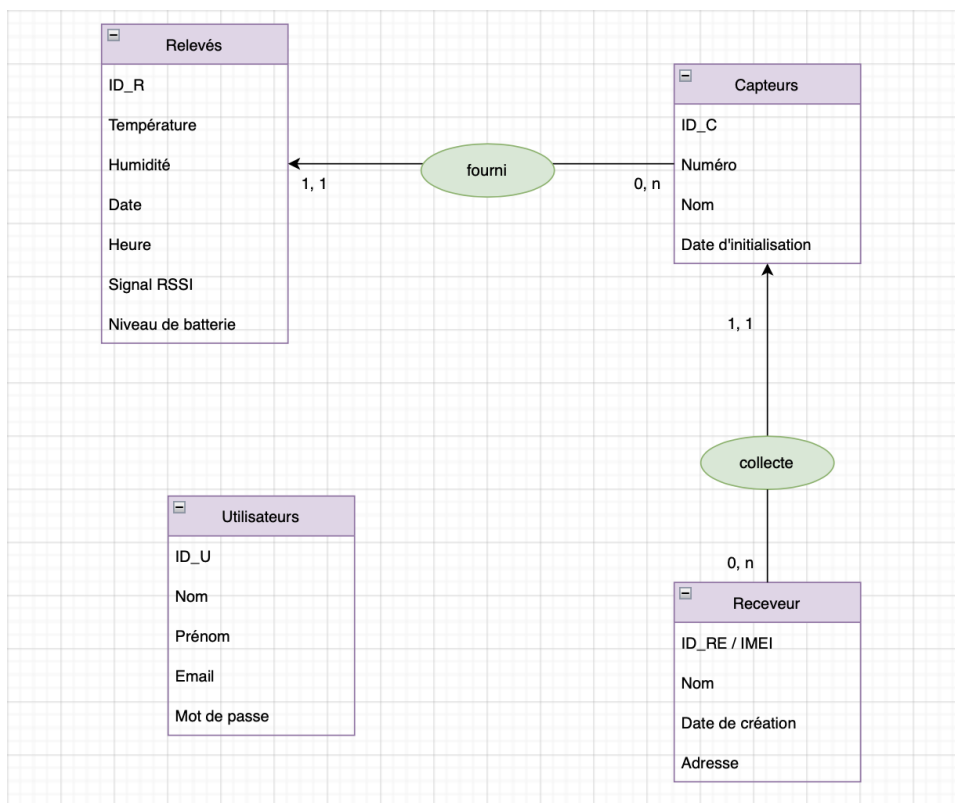 Relevés
ID_R
Température
Humidité
Date
Heure
Signal RSSI
Niveau de batterie
1, 1
fourni
0, n
Capteurs
ID_C
Numéro
Nom
Date d'initialisation
1, 1
collecte
0, n
Utilisateurs
ID_U
Nom
Prénom
Email
Mot de passe
Receveur
ID_RE / IMEI
Nom
Date de création
Adresse